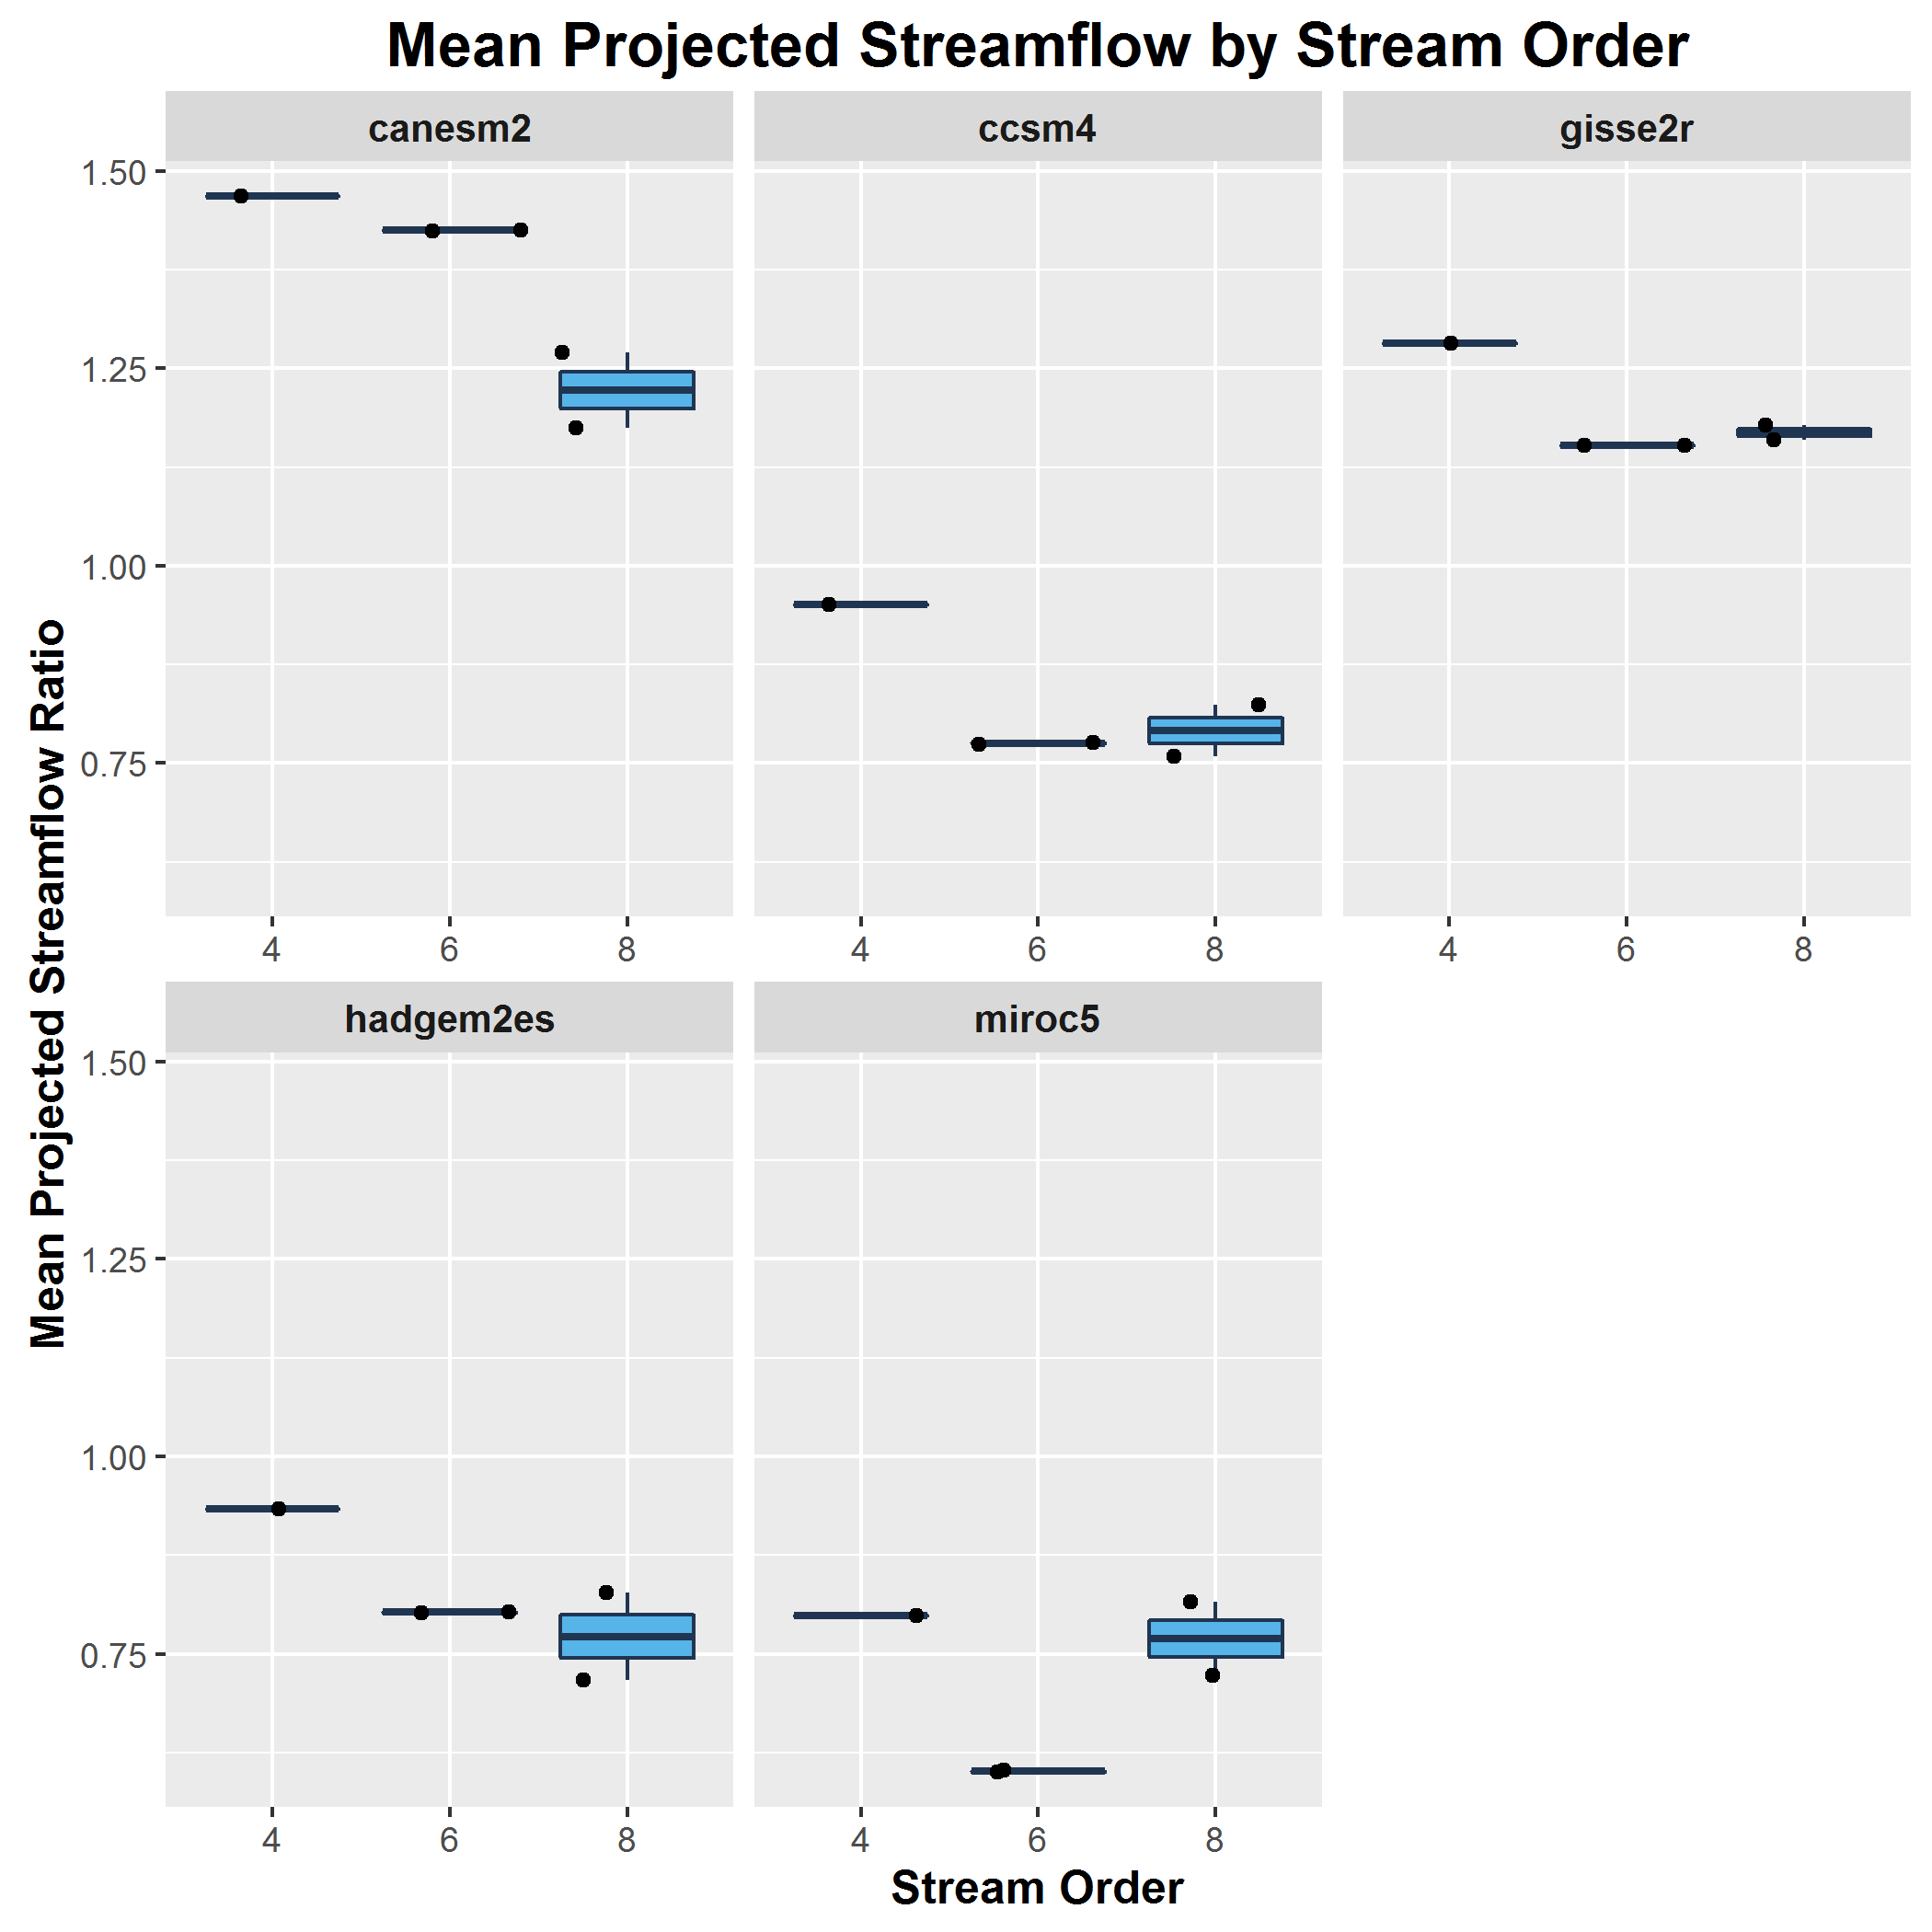 Mean Projected Streamflow by Stream Order
canesm2
ccsm4
gisse2r
1.50
1.25
1.00
0.75
4 6 8
4 6 8
4 6 8
Mean Projected Streamflow Ratio
hadgem2es
miroc5
1.50
1.25
1.00
0.75
4 6 8
4 6 8
Stream Order